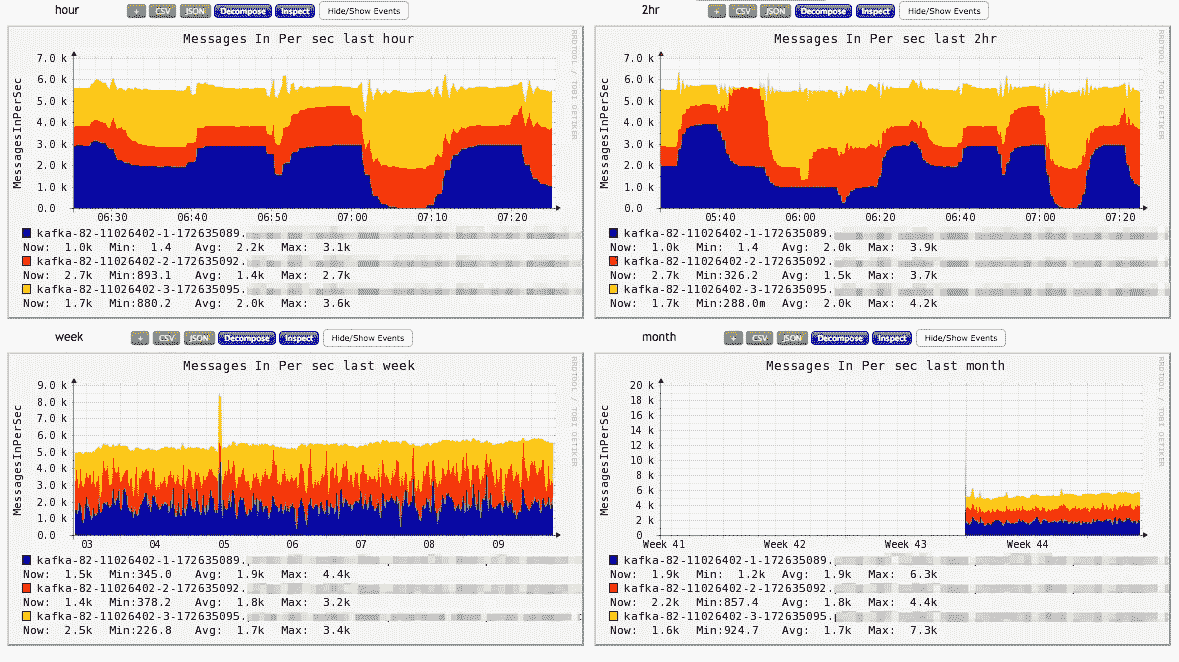 hour + CSV JSON Decompose Inspect Hide/Show Events
Messages In Per sec last hour
RRDTOOL / TOBI OETIKER
MessagesInPerSec
7.0 k
6.0 k
5.0 k
4.0 k
3.0 k
2.0 k
1.0 k
0.0
06:30 06:40 06:50 07:00 07:10 07:20
kafka-82-11026402-1-172635089.
Now: 1.0k Min: 1.4 Avg: 2.2k Max: 3.1k
kafka-82-11026402-2-172635092.
Now: 2.7k Min:893.1 Avg: 1.4k Max: 2.7k
kafka-82-11026402-3-172635095.
Now: 1.7k Min:880.2 Avg: 2.0k Max: 3.6k
2hr + CSV JSON Decompose Inspect Hide/Show Events
Messages In Per sec last 2hr
RRDTOOL / TOBI OETIKER
MessagesInPerSec
7.0 k
6.0 k
5.0 k
4.0 k
3.0 k
2.0 k
1.0 k
0.0
05:40 06:00 06:20 06:40 07:00 07:20
kafka-82-11026402-1-172635089.
Now: 1.0k Min: 1.4 Avg: 2.0k Max: 3.9k
kafka-82-11026402-2-172635092.
Now: 2.7k Min:326.2 Avg: 1.5k Max: 3.7k
kafka-82-11026402-3-172635095.
Now: 1.7k Min:288.0m Avg: 2.0k Max: 4.2k
week + CSV JSON Decompose Inspect Hide/Show Events
Messages In Per sec last week
RRDTOOL / TOBI OETIKER
MessagesInPerSec
9.0 k
8.0 k
7.0 k
6.0 k
5.0 k
4.0 k
3.0 k
2.0 k
1.0 k
0.0
03 04 05 06 07 08 09
kafka-82-11026402-1-172635089.
Now: 1.5k Min:345.0 Avg: 1.9k Max: 4.4k
kafka-82-11026402-2-172635092.
Now: 1.4k Min:378.2 Avg: 1.8k Max: 3.2k
kafka-82-11026402-3-172635095.
Now: 2.5k Min:226.8 Avg: 1.7k Max: 3.4k
month + CSV JSON Decompose Inspect Hide/Show Events
Messages In Per sec last month
RRDTOOL / TOBI OETIKER
MessagesInPerSec
20 k
18 k
16 k
14 k
12 k
10 k
8 k
6 k
4 k
2 k
0
Week 41 Week 42 Week 43 Week 44
kafka-82-11026402-1-172635089.
Now: 1.9k Min: 1.2k Avg: 1.9k Max: 6.3k
kafka-82-11026402-2-172635092.
Now: 2.2k Min:857.4 Avg: 1.8k Max: 4.4k
kafka-82-11026402-3-172635095.
Now: 1.6k Min:924.7 Avg: 1.7k Max: 7.3k